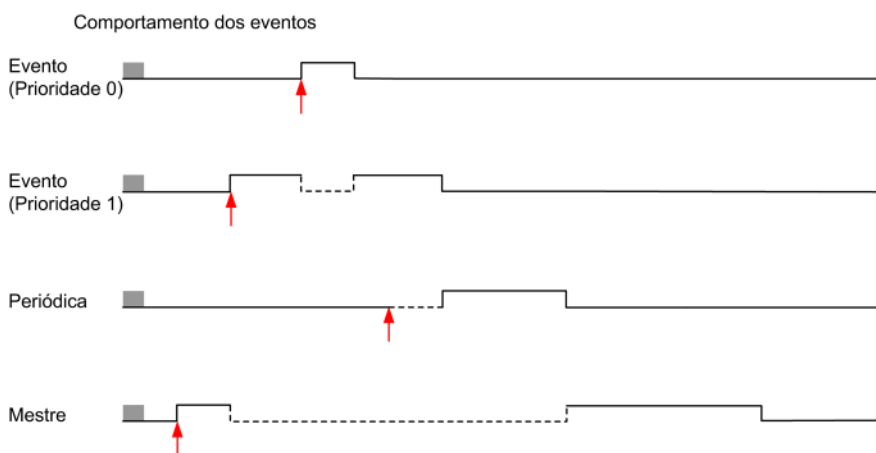 Comportamento dos eventos
Evento
(Prioridade 0)
Evento
(Prioridade 1)
Periódica
Mestre